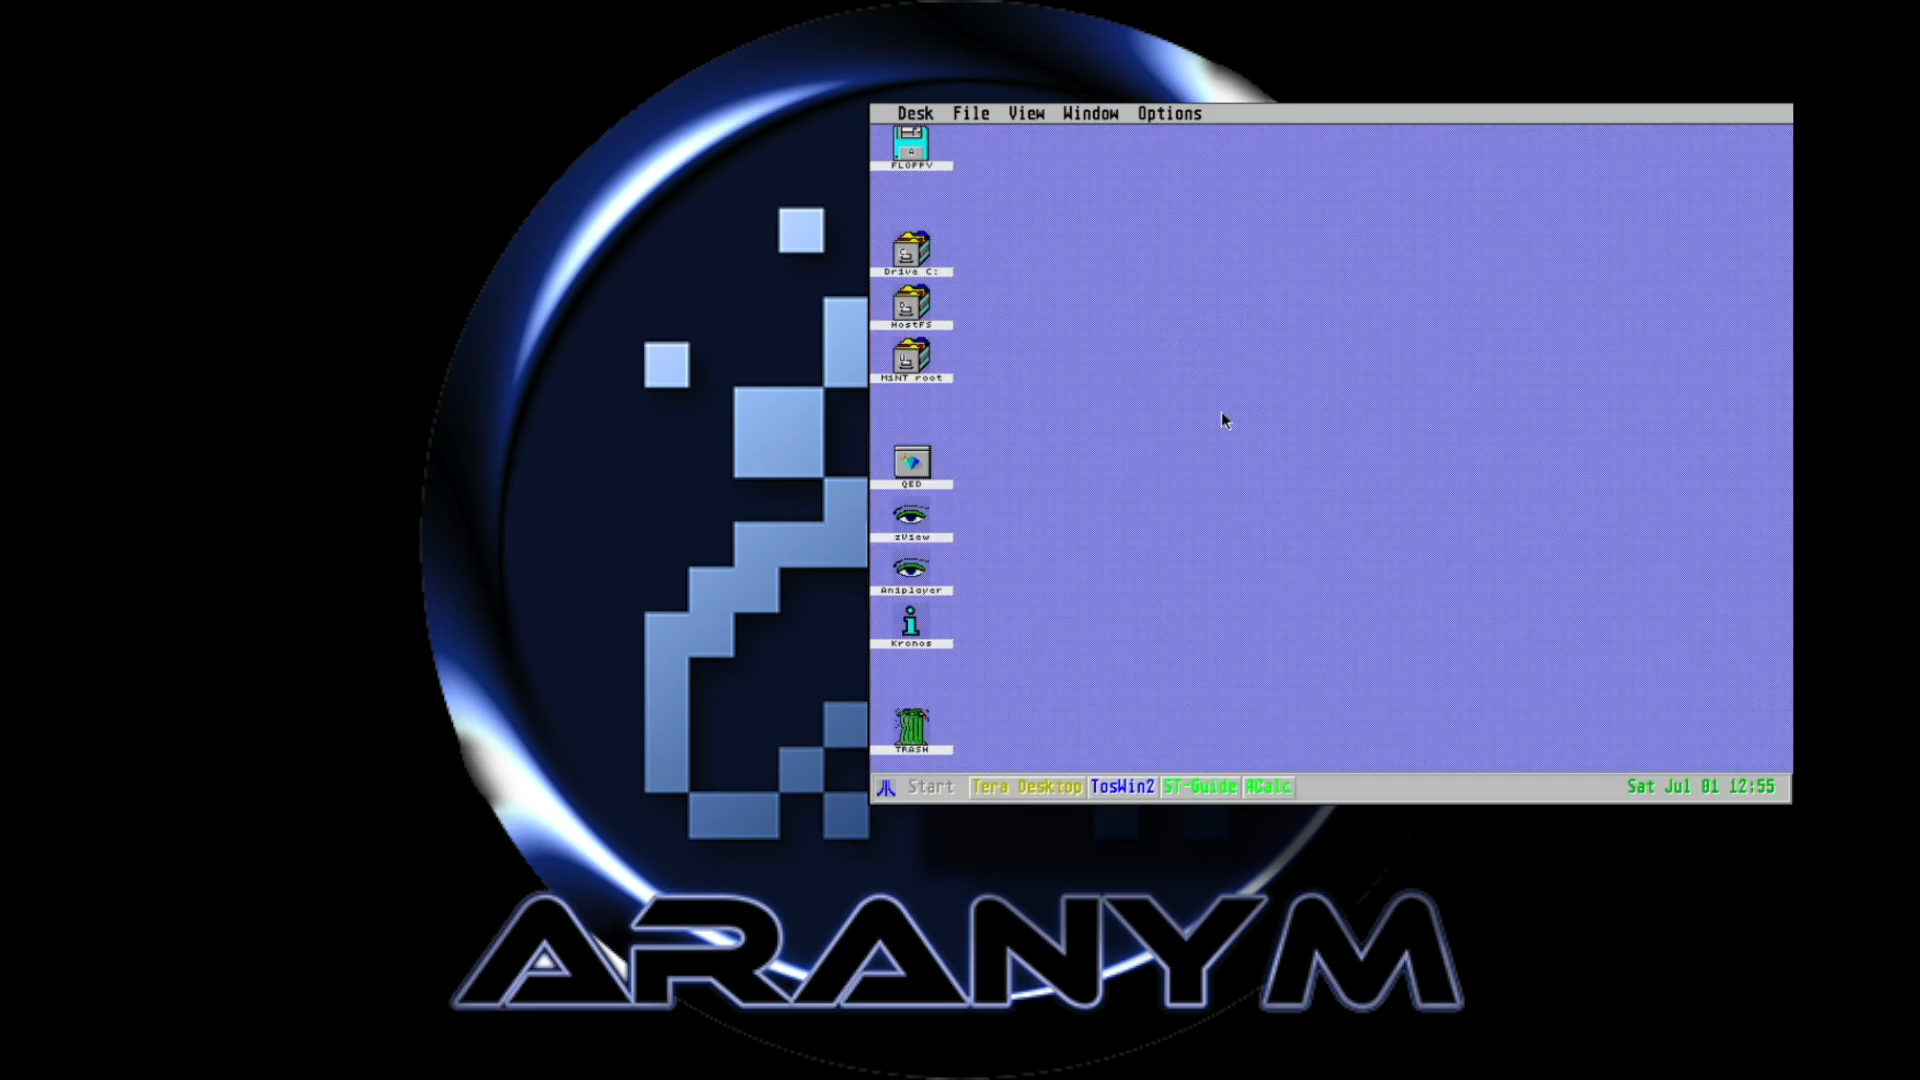 Desk File View Window Options
FLOPPY
Drive C:
HostFS
MiNT root
QED
zView
Aniplayer
Kronos
TRASH
Start Tera Desktop TosWin2 ST-Guide ACalc Sat Jul 01 12:55
ARANYM